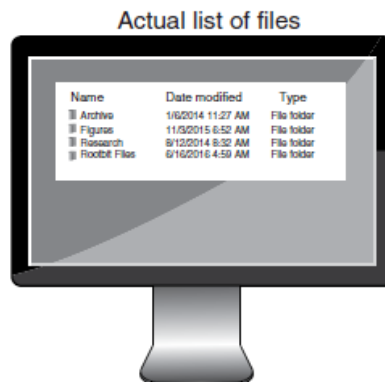 Actual list of files
Name Date modified Type
Archive 1/6/2014 11:27 AM File folder
Figures 11/3/2015 6:52 AM File folder
Research 8/12/2014 8:32 AM File folder
Rootbit Files 6/16/2016 4:59 AM File folder